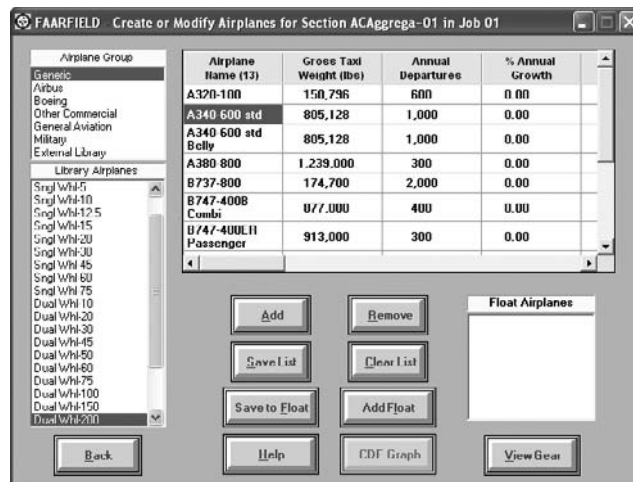 FAARFIELD - Create or Modify Airplanes for Section ACAggrega-01 in Job 01
Airplane Group
Generic
Airbus
Boeing
Other Commercial
General Aviation
Military
External Library
Library Airplanes
Sngl Whl-5
Sngl Whl-10
Sngl Whl-12.5
Sngl Whl-15
Sngl Whl-20
Sngl Whl-30
Sngl Whl-45
Sngl Whl-60
Sngl Whl-75
Dual Whl-10
Dual Whl-20
Dual Whl-30
Dual Whl-45
Dual Whl-50
Dual Whl-60
Dual Whl-75
Dual Whl-100
Dual Whl-150
Dual Whl-200
Airplane Name (13) Gross Taxi Weight (lbs) Annual Departures % Annual Growth
A320-100 150,796 600 0.00
A340-600 std 805,128 1,000 0.00
A340-600 std Belly 805,128 1,000 0.00
A380-800 1,239,000 300 0.00
B737-800 174,700 2,000 0.00
B747-400B Combi 877,000 400 0.00
B747-400ER Passenger 913,000 300 0.00
Add Remove
Save List Clear List
Save to Float Add Float
Help CDF Graph
Float Airplanes
Back
View Gear